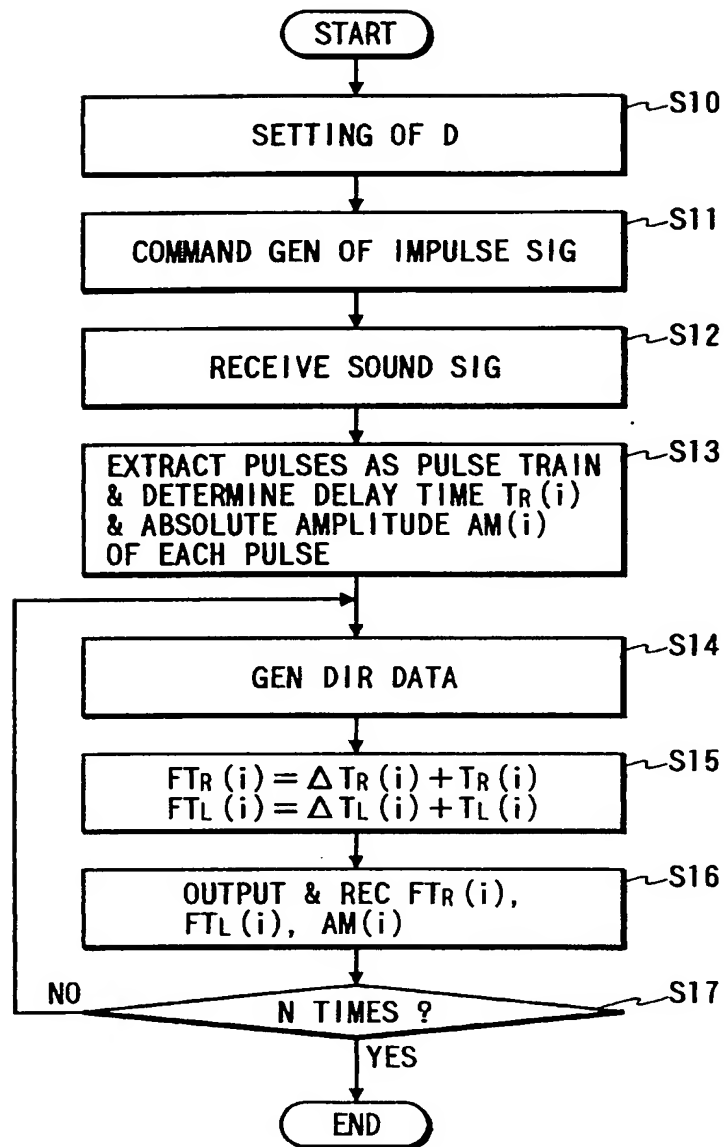 START
S10
SETTING OF D
S11
COMMAND GEN OF IMPULSE SIG
S12
RECEIVE SOUND SIG
S13
EXTRACT PULSES AS PULSE TRAIN
& DETERMINE DELAY TIME TR(i)
& ABSOLUTE AMPLITUDE AM(i)
OF EACH PULSE
S14
GEN DIR DATA
S15
FTR(i) = Δ TR(i) + TR(i)
FTL(i) = Δ TL(i) + TL(i)
S16
OUTPUT & REC FTR(i),
FTL(i), AM(i)
S17
NO
N TIMES ?
YES
END